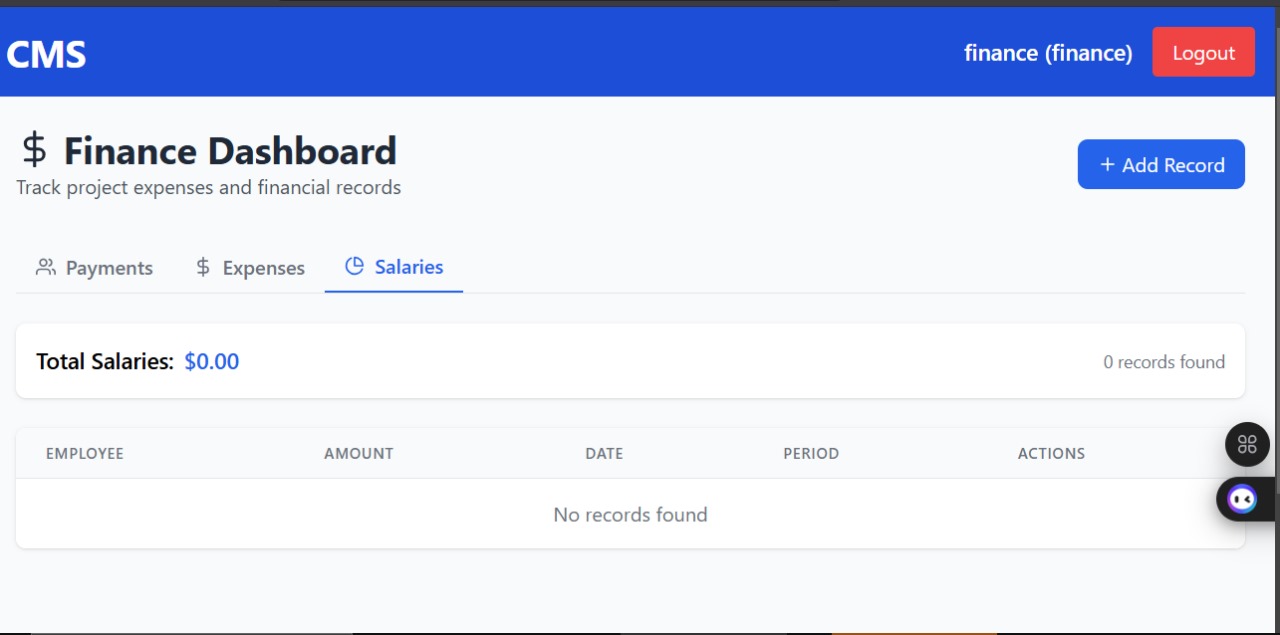 CMS
finance (finance)
Logout
$ Finance Dashboard
Track project expenses and financial records
+ Add Record
Payments
$ Expenses
Salaries
Total Salaries: $0.00
0 records found
EMPLOYEE AMOUNT DATE PERIOD ACTIONS
No records found